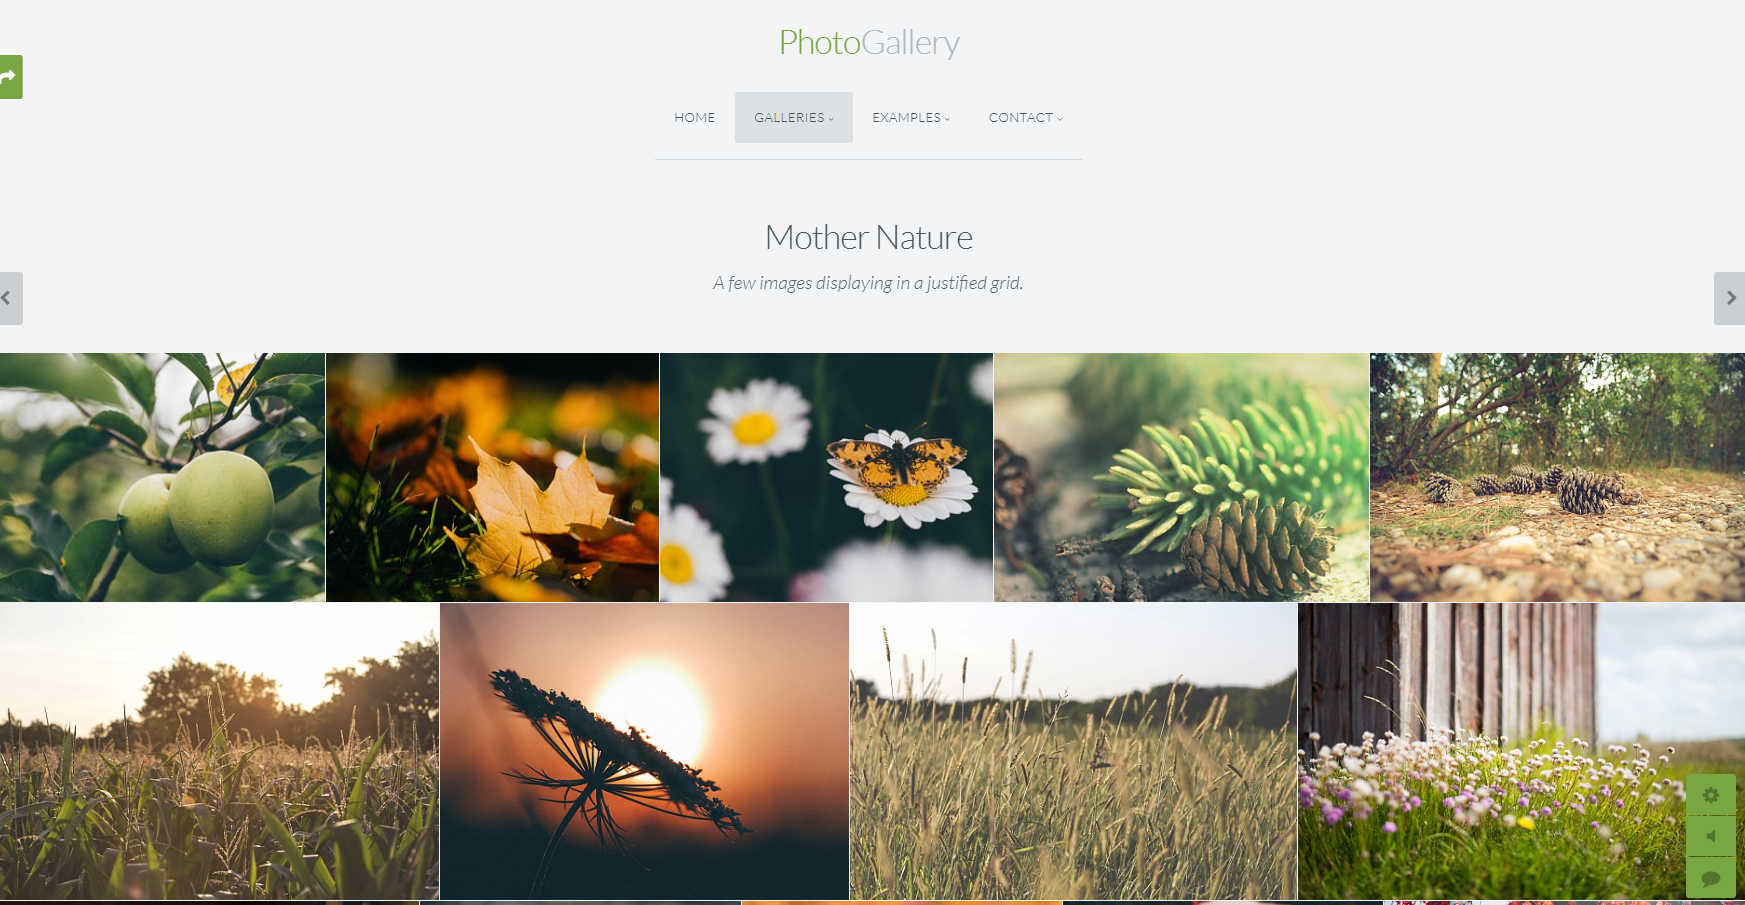 PhotoGallery
HOME GALLERIES EXAMPLES CONTACT
Mother Nature
A few images displaying in a justified grid.